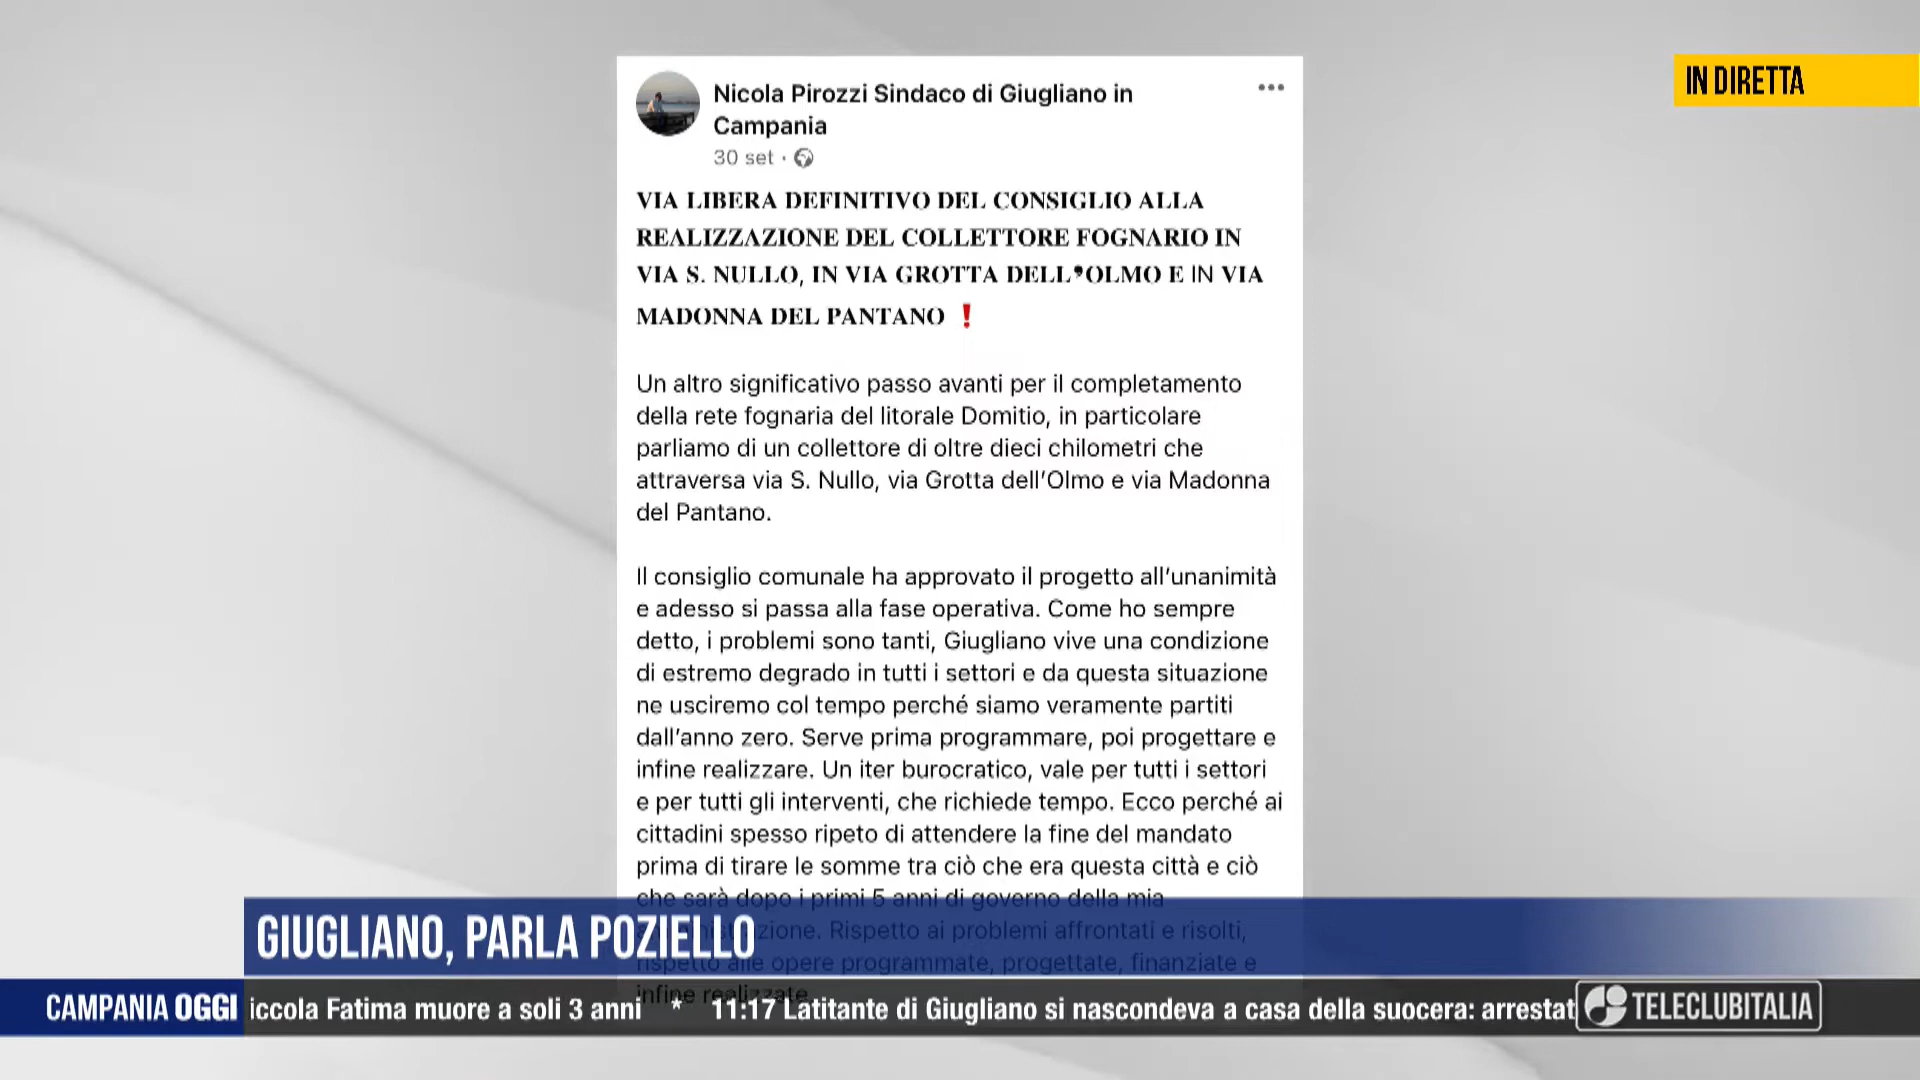 IN DIRETTA
Nicola Pirozzi Sindaco di Giugliano in
Campania
30 set ·
VIA LIBERA DEFINITIVO DEL CONSIGLIO ALLA
REALIZZAZIONE DEL COLLETTORE FOGNARIO IN
VIA S. NULLO, IN VIA GROTTA DELL❜OLMO E IN VIA
MADONNA DEL PANTANO ❗
Un altro significativo passo avanti per il completamento
della rete fognaria del litorale Domitio, in particolare
parliamo di un collettore di oltre dieci chilometri che
attraversa via S. Nullo, via Grotta dell’Olmo e via Madonna
del Pantano.
Il consiglio comunale ha approvato il progetto all’unanimità
e adesso si passa alla fase operativa. Come ho sempre
detto, i problemi sono tanti, Giugliano vive una condizione
di estremo degrado in tutti i settori e da questa situazione
ne usciremo col tempo perché siamo veramente partiti
dall’anno zero. Serve prima programmare, poi progettare e
infine realizzare. Un iter burocratico, vale per tutti i settori
e per tutti gli interventi, che richiede tempo. Ecco perché ai
cittadini spesso ripeto di attendere la fine del mandato
prima di tirare le somme tra ciò che era questa città e ciò
che sarà dopo i primi 5 anni di governo della mia
amministrazione. Rispetto ai problemi affrontati e risolti,
rispetto alle opere programmate, progettate, finanziate e
infine realizzate.
GIUGLIANO, PARLA POZIELLO
CAMPANIA OGGI iccola Fatima muore a soli 3 anni * 11:17 Latitante di Giugliano si nascondeva a casa della suocera: arrestat TELECLUBITALIA